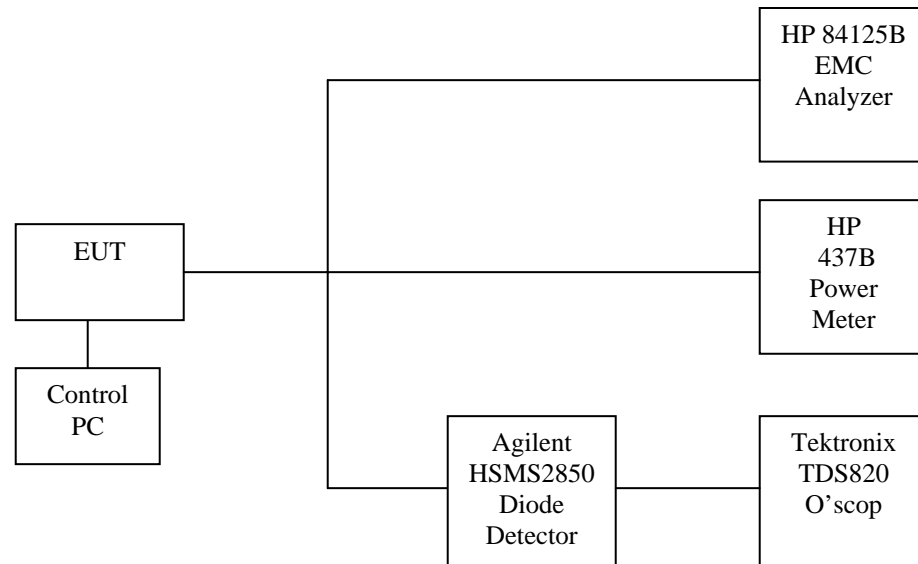 HP 84125B
EMC
Analyzer
EUT
HP
437B
Power
Meter
Control
PC
Agilent
HSMS2850
Diode
Detector
Tektronix
TDS820
O’scop